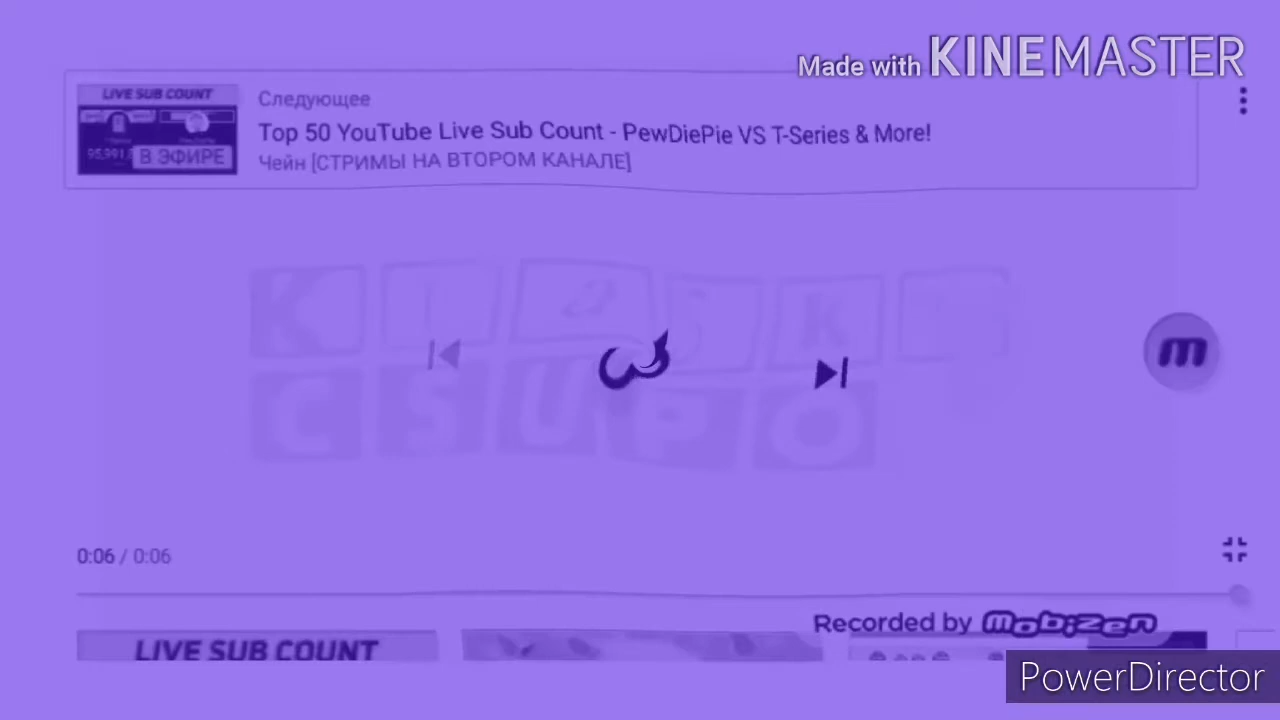 Made with KINEMASTER
LIVE SUB COUNT
Следующее
Top 50 YouTube Live Sub Count - PewDiePie VS T-Series & More!
Чейн [СТРИМЫ НА ВТОРОМ КАНАЛЕ]
В ЭФИРЕ
K L A S K Y
C S U P O
m
0:06 / 0:06
Recorded by mobizen
LIVE SUB COUNT
PowerDirector